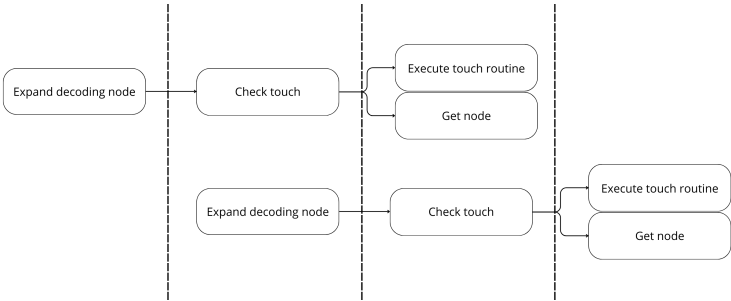 Expand decoding node
Check touch
Execute touch routine
Get node
Expand decoding node
Check touch
Execute touch routine
Get node